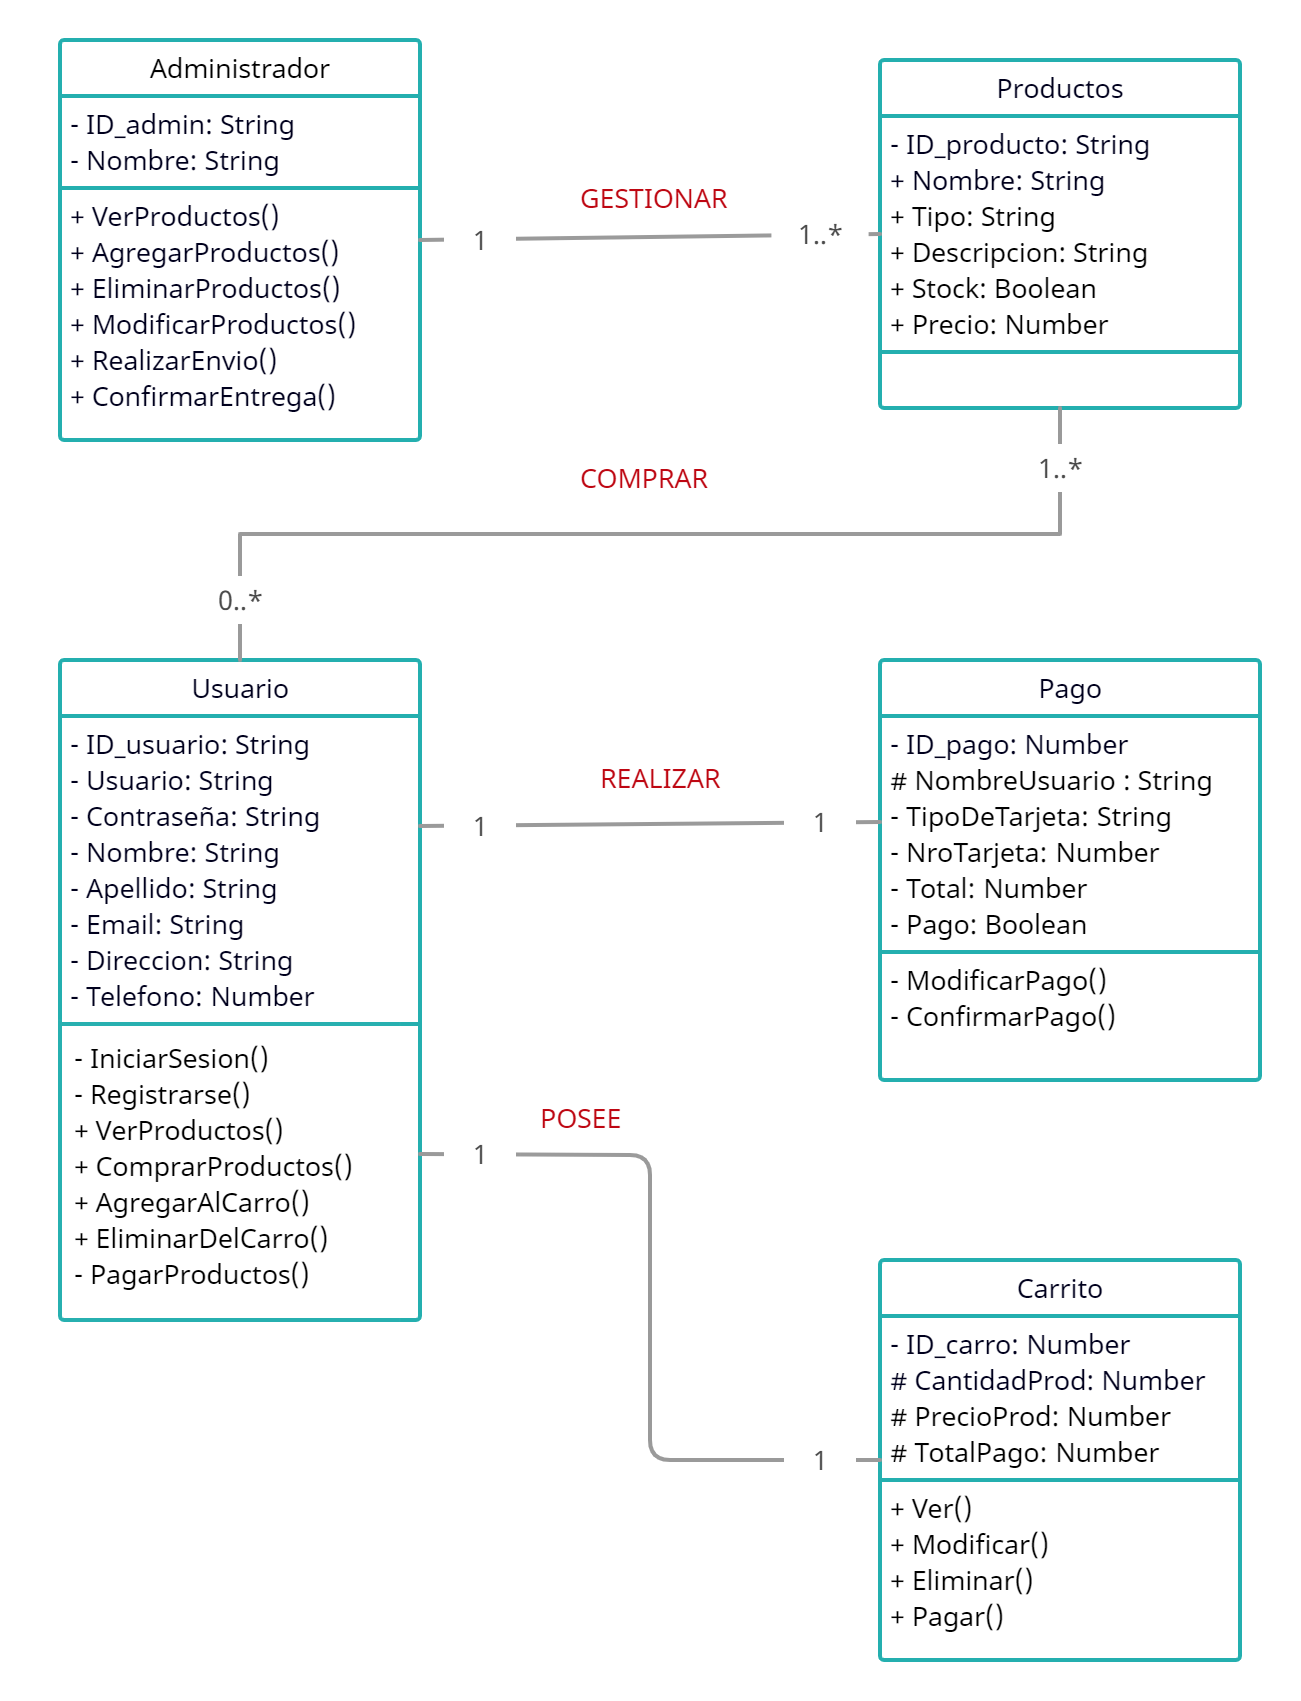 Administrador
- ID_admin: String
- Nombre: String
+ VerProductos()
+ AgregarProductos()
+ EliminarProductos()
+ ModificarProductos()
+ RealizarEnvio()
+ ConfirmarEntrega()
GESTIONAR
1
1..*
Productos
- ID_producto: String
+ Nombre: String
+ Tipo: String
+ Descripcion: String
+ Stock: Boolean
+ Precio: Number
1..*
COMPRAR
0..*
Usuario
- ID_usuario: String
- Usuario: String
- Contraseña: String
- Nombre: String
- Apellido: String
- Email: String
- Direccion: String
- Telefono: Number
- IniciarSesion()
- Registrarse()
+ VerProductos()
+ ComprarProductos()
+ AgregarAlCarro()
+ EliminarDelCarro()
- PagarProductos()
REALIZAR
1
1
Pago
- ID_pago: Number
# NombreUsuario : String
- TipoDeTarjeta: String
- NroTarjeta: Number
- Total: Number
- Pago: Boolean
- ModificarPago()
- ConfirmarPago()
POSEE
1
1
Carrito
- ID_carro: Number
# CantidadProd: Number
# PrecioProd: Number
# TotalPago: Number
+ Ver()
+ Modificar()
+ Eliminar()
+ Pagar()